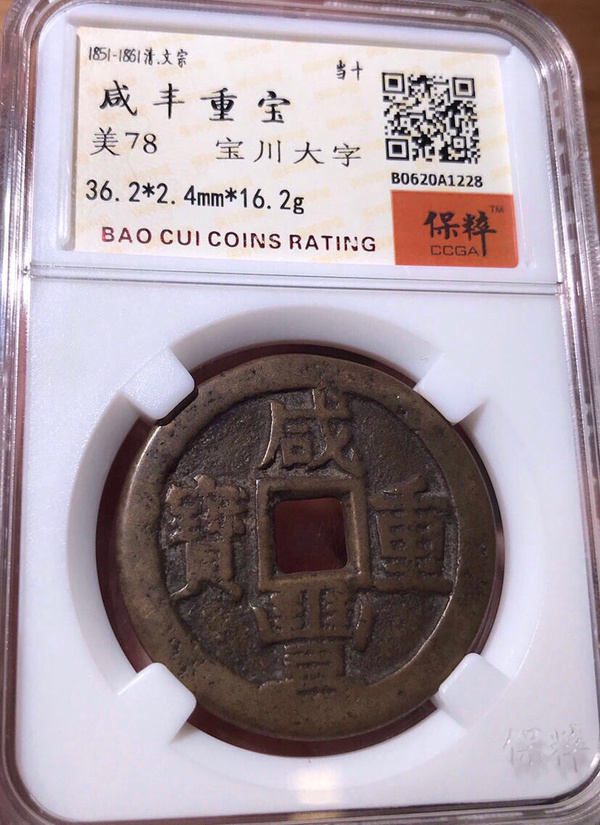 1851-1861清.文宗
当十
咸丰重宝
美78 宝川大字
36.2*2.4mm*16.2g
BAO CUI COINS RATING
B0620A1228
保粹™
CCGA
咸
寶 重
豐
保粹